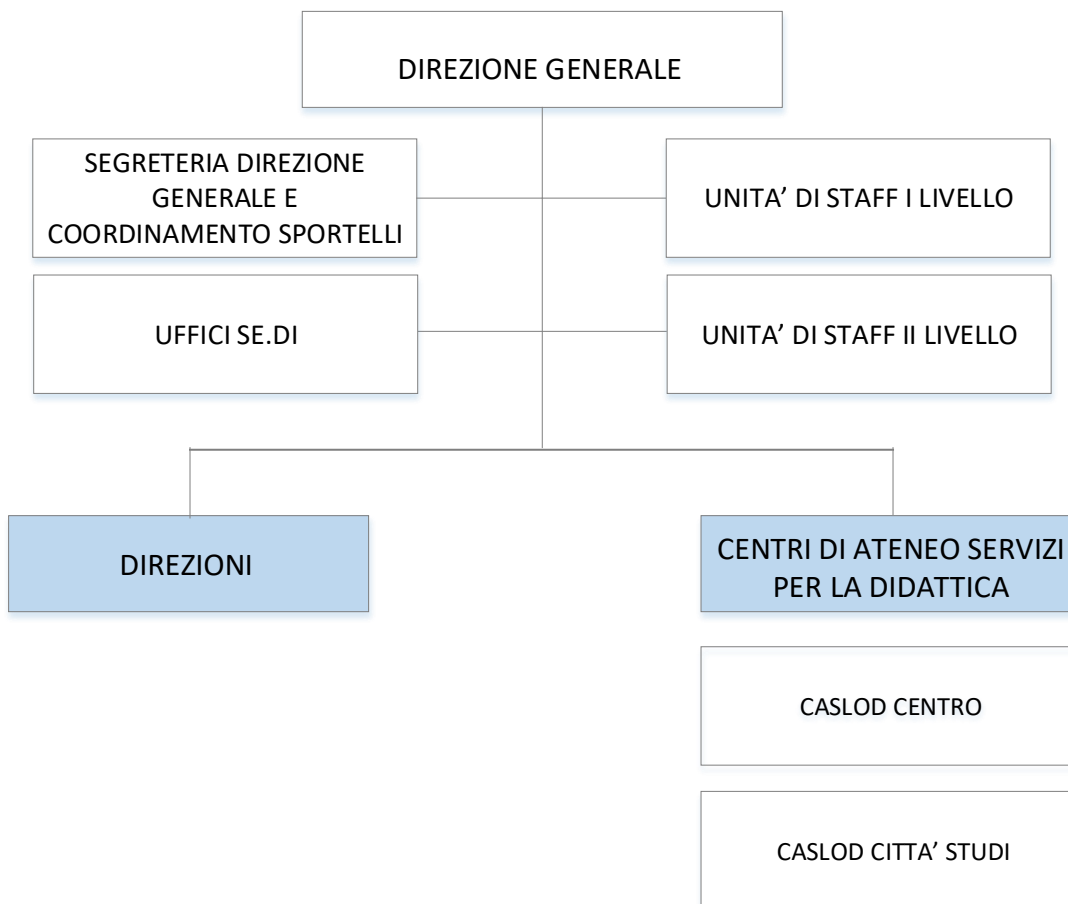 DIREZIONE GENERALE
SEGRETERIA DIREZIONE
GENERALE E
COORDINAMENTO SPORTELLI
UNITA’ DI STAFF I LIVELLO
UFFICI SE.DI
UNITA’ DI STAFF II LIVELLO
DIREZIONI
CENTRI DI ATENEO SERVIZI
PER LA DIDATTICA
CASLOD CENTRO
CASLOD CITTA’ STUDI